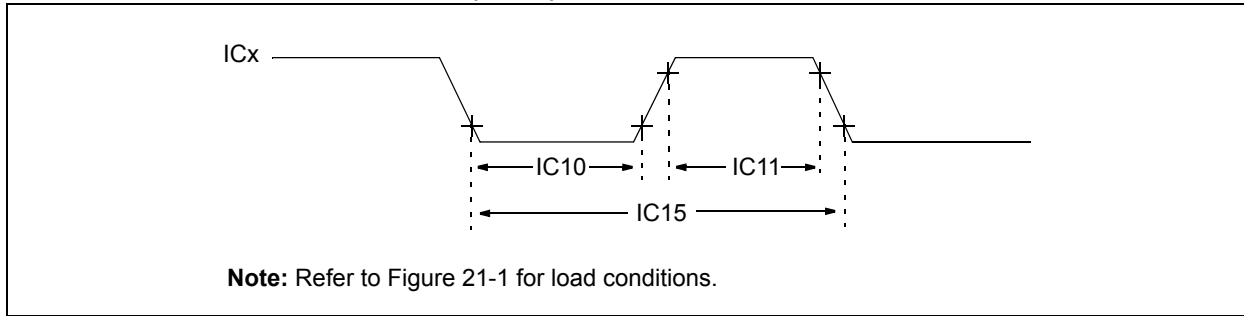 ICx
IC10
IC11
IC15
Note: Refer to Figure 21-1 for load conditions.